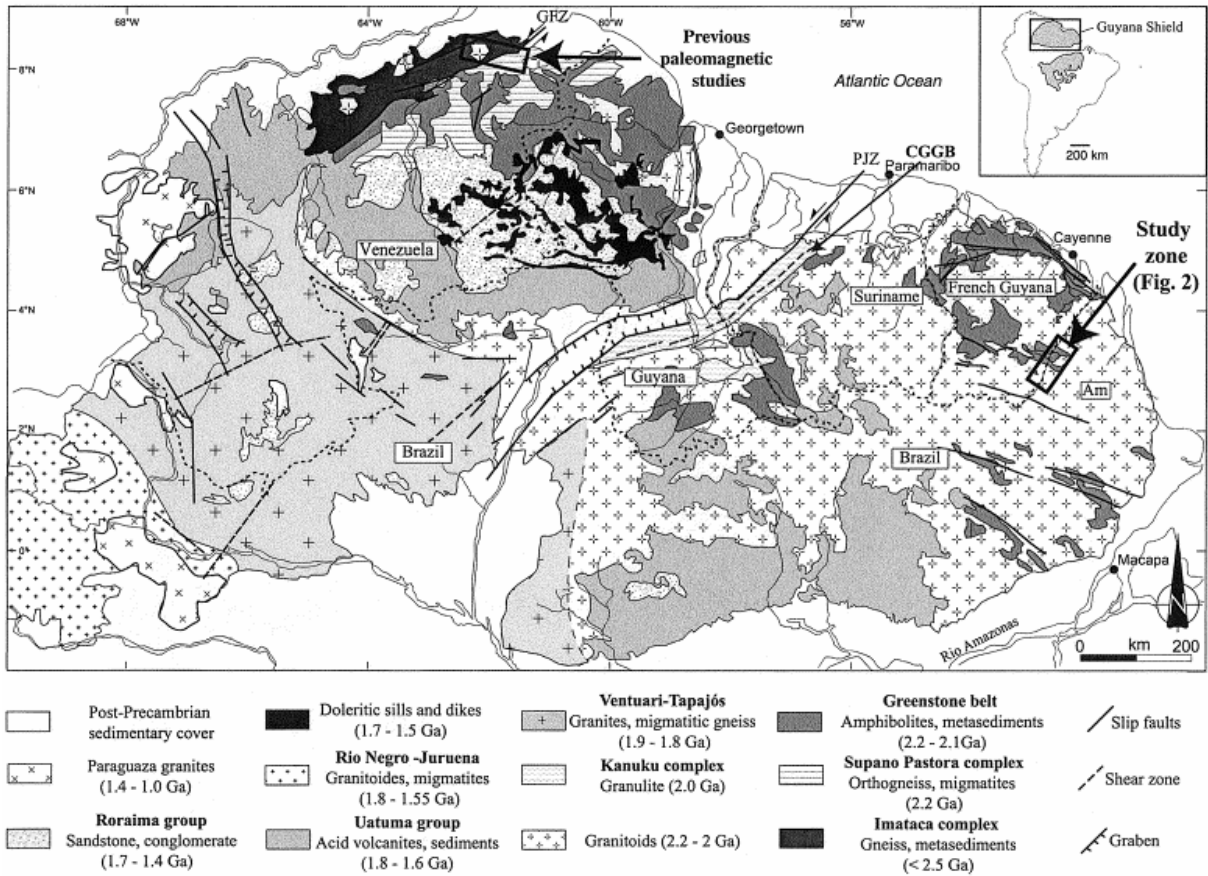 68°W
64°W
GFZ
60°W
56°W
Guyana Shield
200 km
8°N
Previous
paleomagnetic
studies
Atlantic Ocean
Georgetown
PJZ
CGGB
Paramaribo
6°N
Venezuela
Cayenne
Study
zone
(Fig. 2)
Suriname
French Guyana
4°N
Guyana
Am
2°N
Brazil
Brazil
0°
Macapa
N
Rio Amazonas
km
0 200
Post-Precambrian
sedimentary cover
Doleritic sills and dikes
(1.7 - 1.5 Ga)
Ventuari-Tapajós
Granites, migmatitic gneiss
(1.9 - 1.8 Ga)
Greenstone belt
Amphibolites, metasediments
(2.2 - 2.1Ga)
Slip faults
Paraguaza granites
(1.4 - 1.0 Ga)
Rio Negro -Juruena
Granitoides, migmatites
(1.8 - 1.55 Ga)
Kanuku complex
Granulite (2.0 Ga)
Supano Pastora complex
Orthogneiss, migmatites
(2.2 Ga)
Shear zone
Roraima group
Sandstone, conglomerate
(1.7 - 1.4 Ga)
Uatuma group
Acid volcanites, sediments
(1.8 - 1.6 Ga)
Granitoids (2.2 - 2 Ga)
Imataca complex
Gneiss, metasediments
(< 2.5 Ga)
Graben